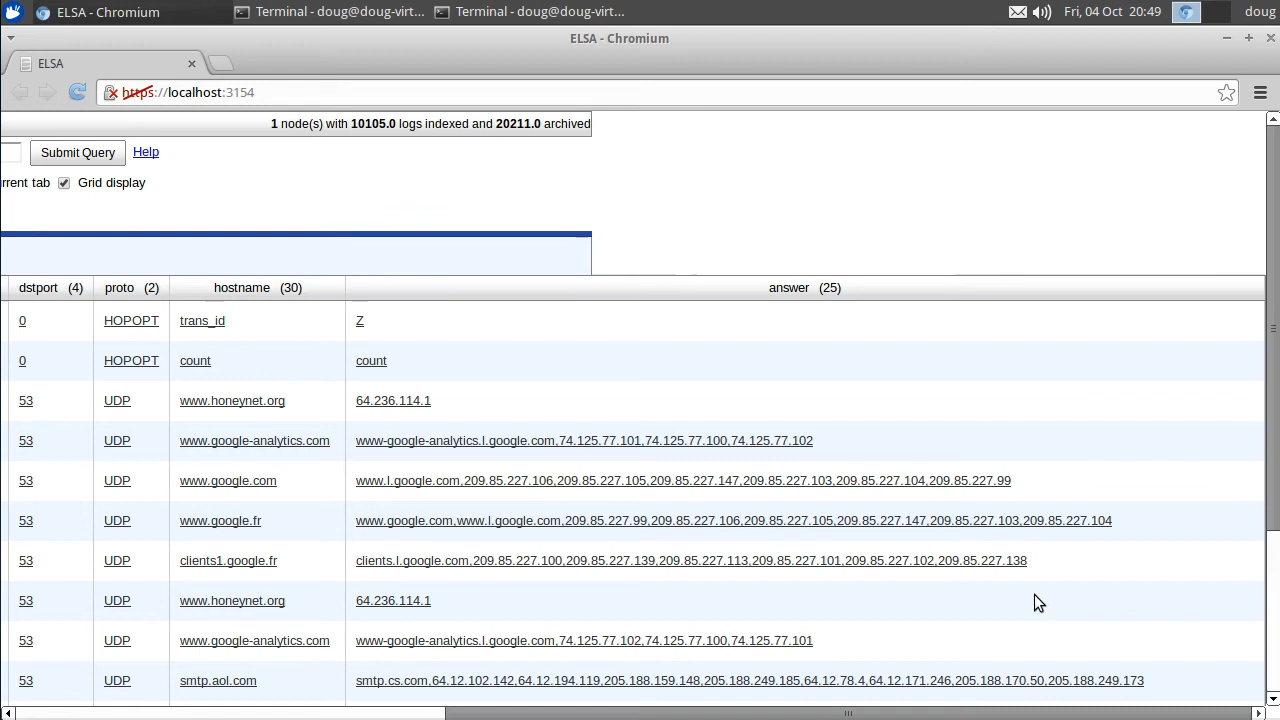 ELSA - Chromium Terminal - doug@doug-virt... Terminal - doug@doug-virt... Fri, 04 Oct 20:49 doug
ELSA - Chromium
ELSA
https://localhost:3154
1 node(s) with 10105.0 logs indexed and 20211.0 archived
Submit Query Help
rrent tab Grid display
dstport (4) proto (2) hostname (30) answer (25)
0 HOPOPT trans_id Z
0 HOPOPT count count
53 UDP www.honeynet.org 64.236.114.1
53 UDP www.google-analytics.com www-google-analytics.l.google.com,74.125.77.101,74.125.77.100,74.125.77.102
53 UDP www.google.com www.l.google.com,209.85.227.106,209.85.227.105,209.85.227.147,209.85.227.103,209.85.227.104,209.85.227.99
53 UDP www.google.fr www.google.com,www.l.google.com,209.85.227.99,209.85.227.106,209.85.227.105,209.85.227.147,209.85.227.103,209.85.227.104
53 UDP clients1.google.fr clients.l.google.com,209.85.227.100,209.85.227.139,209.85.227.113,209.85.227.101,209.85.227.102,209.85.227.138
53 UDP www.honeynet.org 64.236.114.1
53 UDP www.google-analytics.com www-google-analytics.l.google.com,74.125.77.102,74.125.77.100,74.125.77.101
53 UDP smtp.aol.com smtp.cs.com,64.12.102.142,64.12.194.119,205.188.159.148,205.188.249.185,64.12.78.4,64.12.171.246,205.188.170.50,205.188.249.173